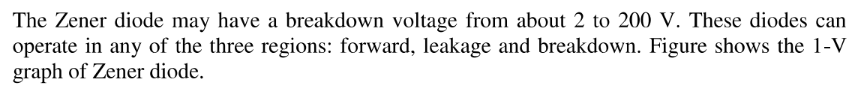 The Zener diode may have a breakdown voltage from about 2 to 200 V. These diodes can
operate in any of the three regions: forward, leakage and breakdown. Figure shows the 1-V
graph of Zener diode.